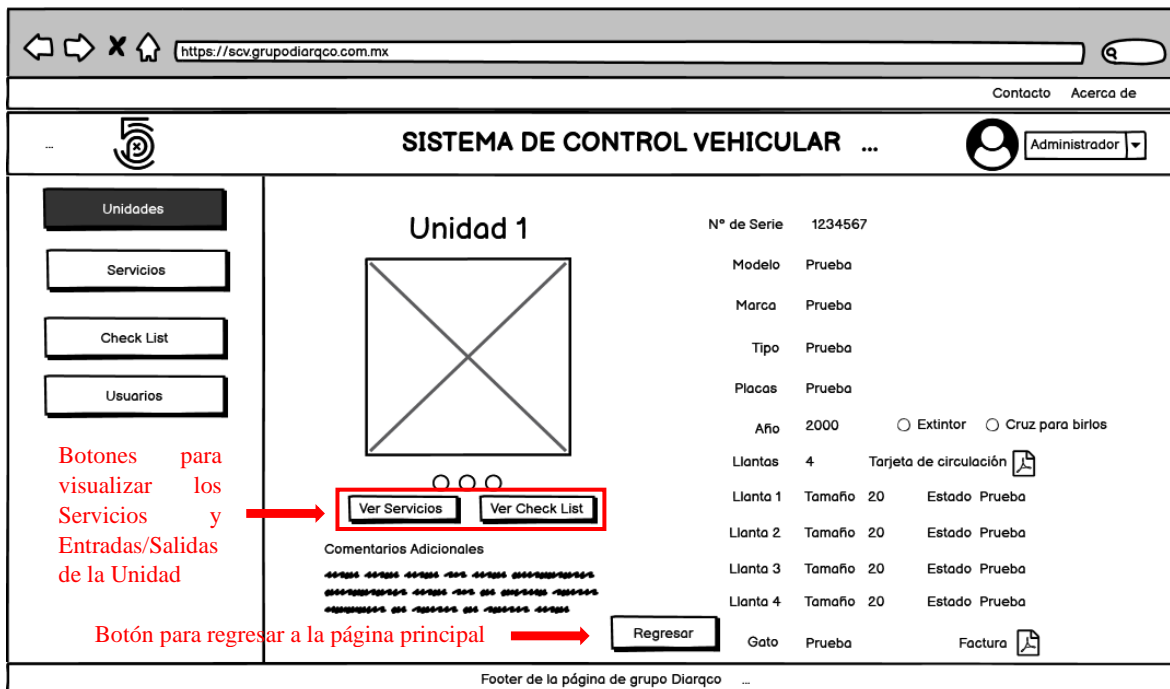 https://scv.grupodiarqco.com.mx
Contacto Acerca de
... SISTEMA DE CONTROL VEHICULAR ... Administrador
Unidades
Servicios
Check List
Usuarios
Botones para
visualizar los
Servicios y
Entradas/Salidas
de la Unidad
Unidad 1
Ver Servicios Ver Check List
Comentarios Adicionales
Botón para regresar a la página principal
Regresar
N° de Serie 1234567
Modelo Prueba
Marca Prueba
Tipo Prueba
Placas Prueba
Año 2000 Extintor Cruz para birlos
Llantas 4 Tarjeta de circulación
Llanta 1 Tamaño 20 Estado Prueba
Llanta 2 Tamaño 20 Estado Prueba
Llanta 3 Tamaño 20 Estado Prueba
Llanta 4 Tamaño 20 Estado Prueba
Gato Prueba Factura
Footer de la página de grupo Diarqco ...